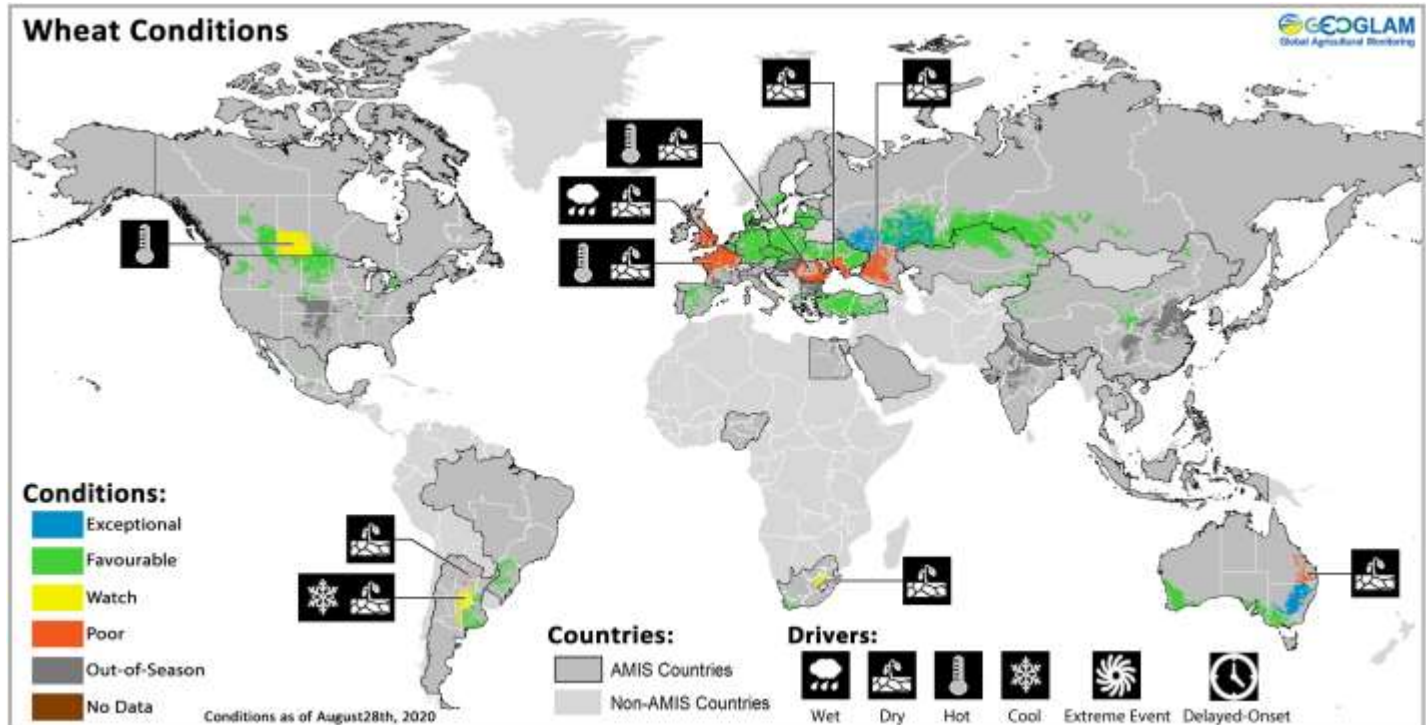 Wheat Conditions
GEOGLAM
Global Agricultural Monitoring
Conditions:
Exceptional
Favourable
Watch
Poor
Out-of-Season
No Data
Conditions as of August28th, 2020
Countries:
AMIS Countries
Non-AMIS Countries
Drivers:
Wet Dry Hot Cool Extreme Event Delayed-Onset